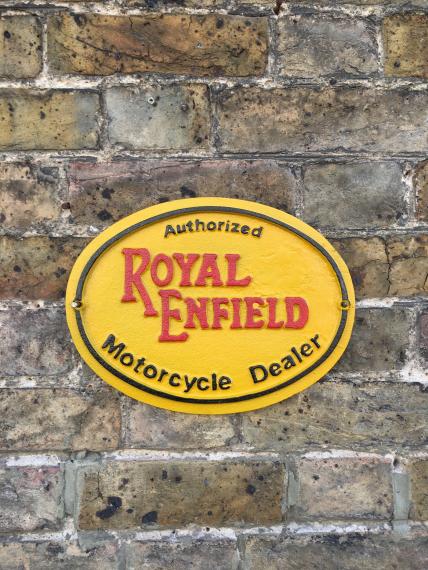 Authorized
ROYAL
ENFIELD
Motorcycle Dealer